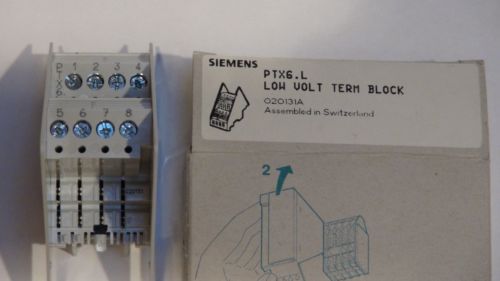 SIEMENS
PTX6.L
LOW VOLT TERM BLOCK
020131A
Assembled in Switzerland
2
P
T
X
6
1 2 3 4
5 6 7 8